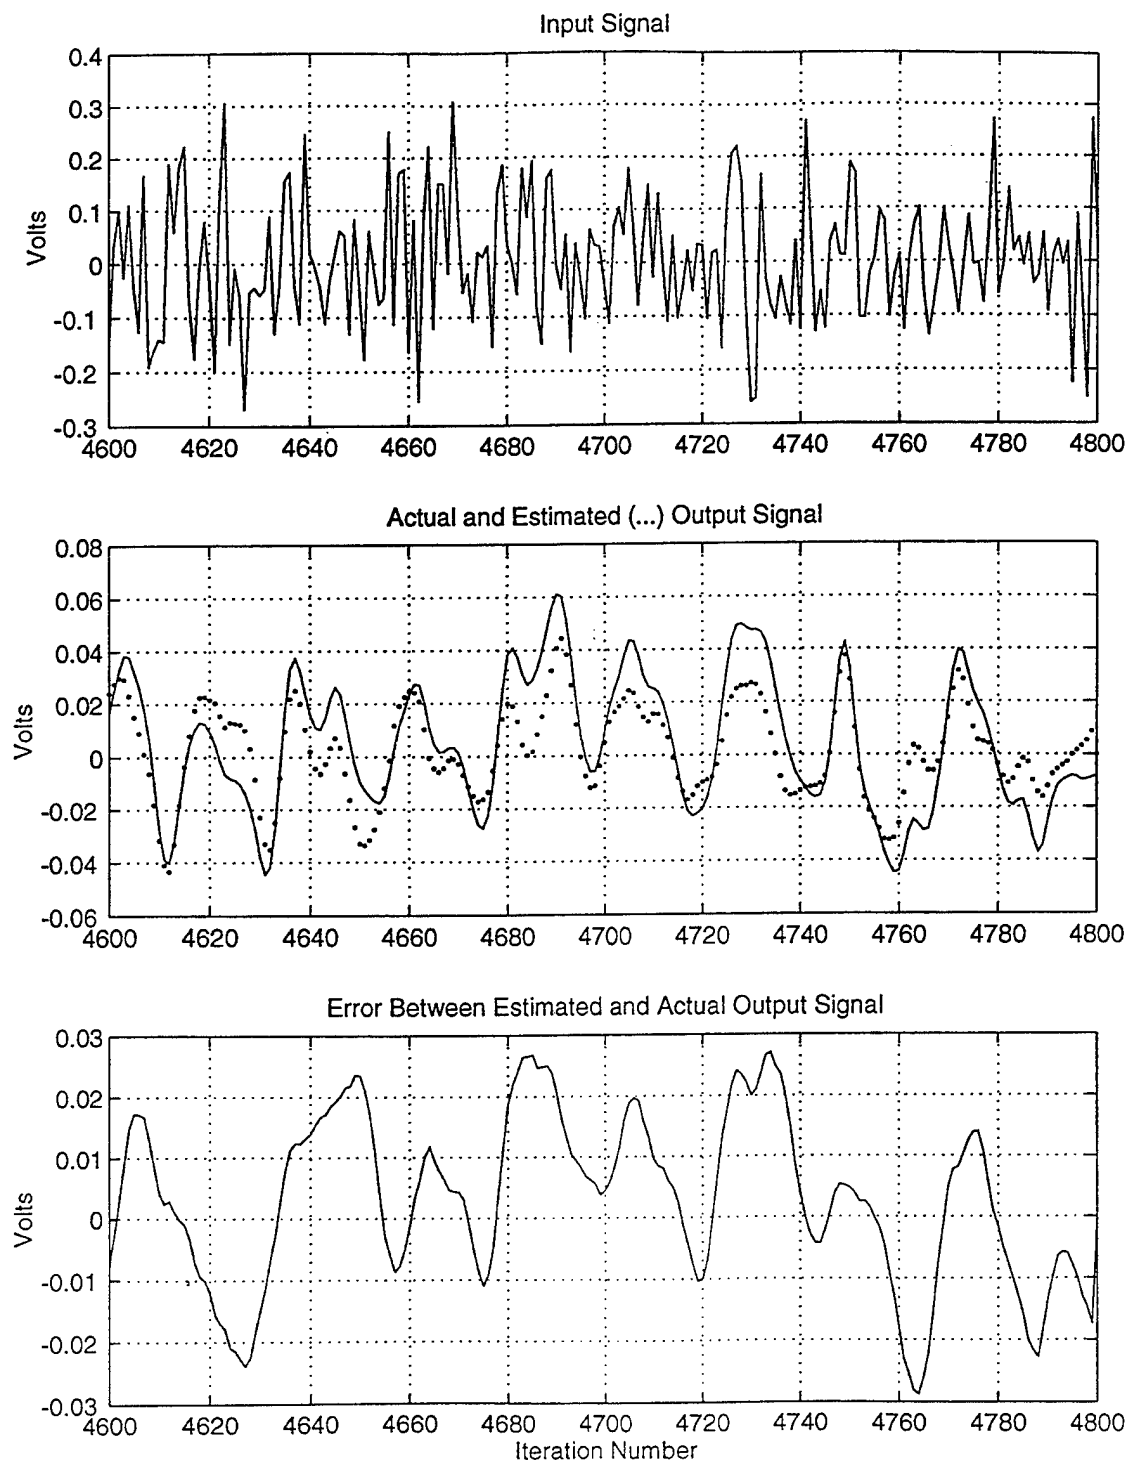 Input Signal
0.4
0.3
0.2
0.1
0
-0.1
-0.2
-0.3
Volts
4600 4620 4640 4660 4680 4700 4720 4740 4760 4780 4800
Actual and Estimated (...) Output Signal
0.08
0.06
0.04
0.02
0
-0.02
-0.04
-0.06
Volts
4600 4620 4640 4660 4680 4700 4720 4740 4760 4780 4800
Error Between Estimated and Actual Output Signal
0.03
0.02
0.01
0
-0.01
-0.02
-0.03
Volts
4600 4620 4640 4660 4680 4700 4720 4740 4760 4780 4800
Iteration Number